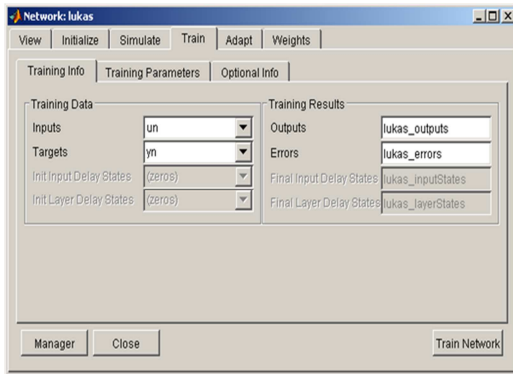 Network: lukas
View Initialize Simulate Train Adapt Weights
Training Info Training Parameters Optional Info
Training Data
Inputs un
Targets yn
Init Input Delay States (zeros)
Init Layer Delay States (zeros)
Training Results
Outputs lukas_outputs
Errors lukas_errors
Final Input Delay States lukas_inputStates
Final Layer Delay States lukas_layerStates
Manager Close Train Network